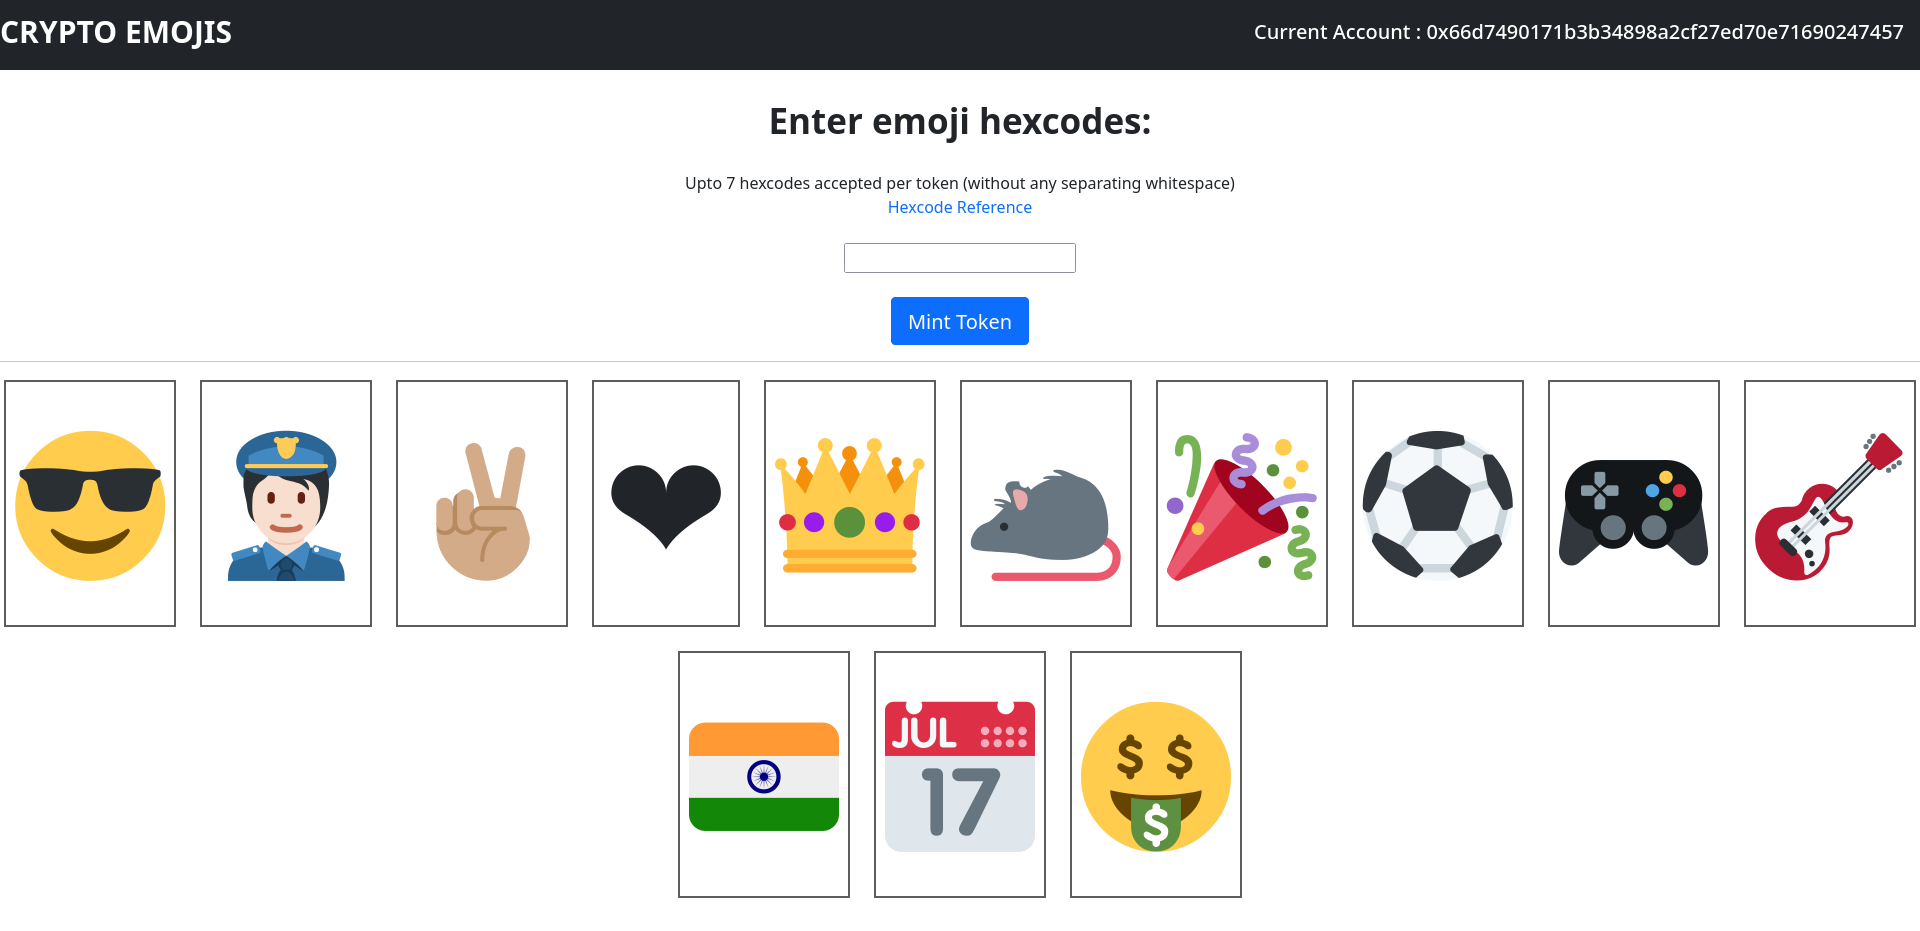 CRYPTO EMOJIS
Current Account : 0x66d7490171b3b34898a2cf27ed70e71690247457
Enter emoji hexcodes:
Upto 7 hexcodes accepted per token (without any separating whitespace)
Hexcode Reference
Mint Token
JUL
17
$ $
$